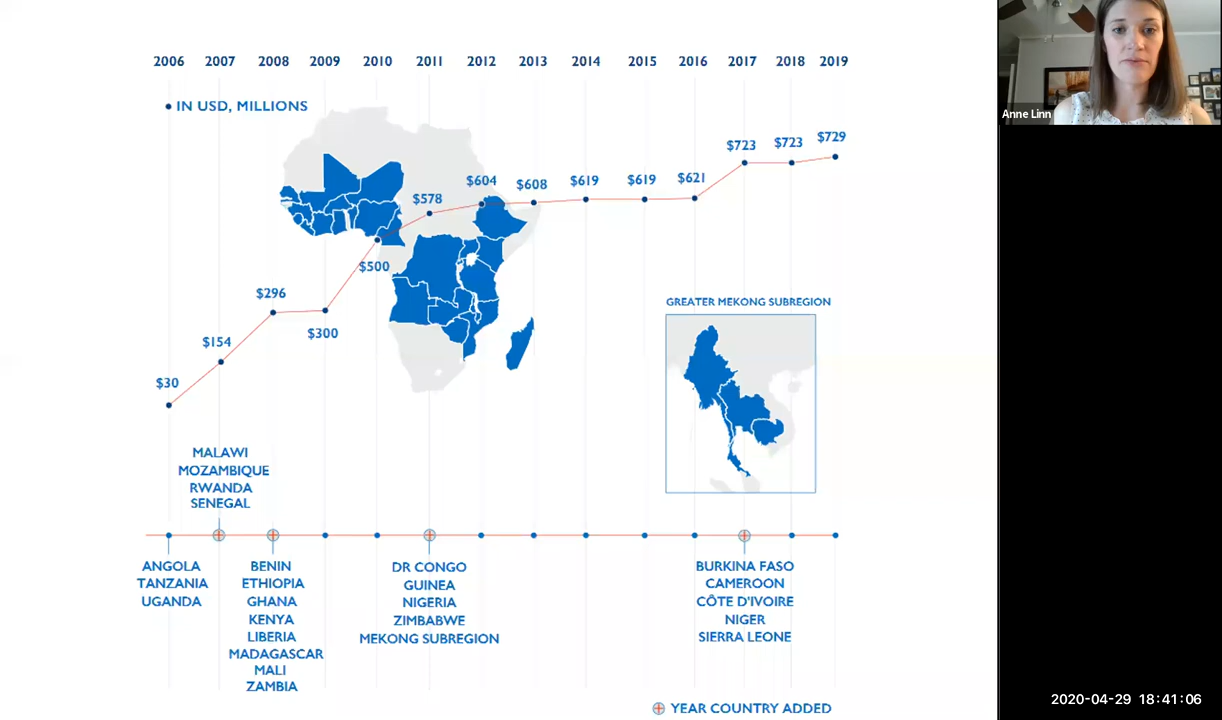 2006 2007 2008 2009 2010 2011 2012 2013 2014 2015 2016 2017 2018 2019
IN USD, MILLIONS
$30
$154
$296
$300
$500
$578
$604
$608
$619
$619
$621
$723
$723
$729
GREATER MEKONG SUBREGION
MALAWI
MOZAMBIQUE
RWANDA
SENEGAL
ANGOLA
TANZANIA
UGANDA
BENIN
ETHIOPIA
GHANA
KENYA
LIBERIA
MADAGASCAR
MALI
ZAMBIA
DR CONGO
GUINEA
NIGERIA
ZIMBABWE
MEKONG SUBREGION
BURKINA FASO
CAMEROON
CÔTE D'IVOIRE
NIGER
SIERRA LEONE
YEAR COUNTRY ADDED
Anne Linn
2020-04-29 18:41:06